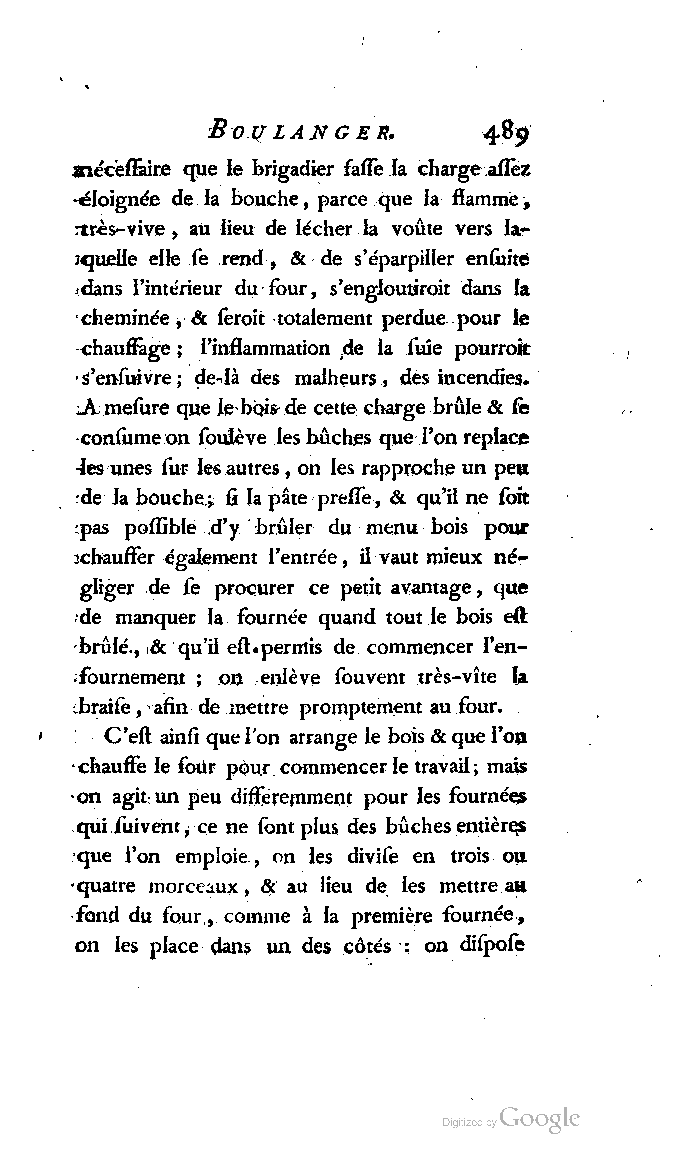 BOULANGER. 489
néceſſaire que le brigadier faſſe la charge aſſez
éloignée de la bouche, parce que la flamme,
très-vive, au lieu de lécher la voûte vers la-
quelle elle ſe rend, & de s'éparpiller enſuite
dans l'intérieur du four, s'engloutiroit dans la
cheminée, & ſeroit totalement perdue pour le
chauffage; l'inflammation de la ſuie pourroit
s'enſuivre; de-là des malheurs, des incendies.
A meſure que le bois de cette charge brûle & ſe
conſume on ſoulève les bûches que l'on replace
les unes ſur les autres, on les rapproche un peu
de la bouche; ſi la pâte preſſe, & qu'il ne ſoit
pas poſſible d'y brûler du menu bois pour
chauffer également l'entrée, il vaut mieux né-
gliger de ſe procurer ce petit avantage, que
de manquer la fournée quand tout le bois eſt
brûlé, & qu'il eſt permis de commencer l'en-
fournement; on enlève ſouvent très-vîte la
braiſe, afin de mettre promptement au four.
C'eſt ainſi que l'on arrange le bois & que l'on
chauffe le four pour commencer le travail; mais
on agit un peu différemment pour les fournées
qui ſuivent, ce ne ſont plus des bûches entières
que l'on emploie, on les diviſe en trois ou
quatre morceaux, & au lieu de les mettre au
fond du four, comme à la première fournée,
on les place dans un des côtés : on diſpoſe
Digitized by Google